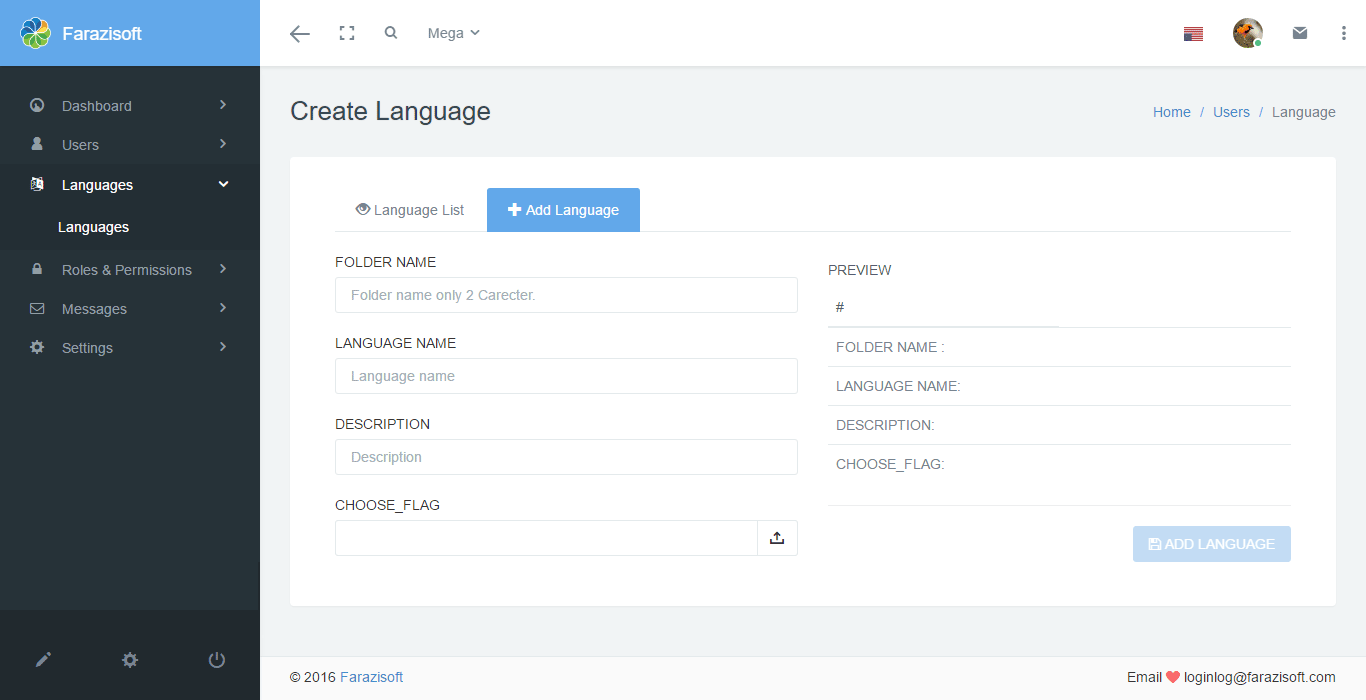 Farazisoft
Mega
Dashboard
Users
Languages
Languages
Roles & Permissions
Messages
Settings
Create Language
Home / Users / Language
Language List
Add Language
FOLDER NAME
Folder name only 2 Carecter.
LANGUAGE NAME
Language name
DESCRIPTION
Description
CHOOSE_FLAG
PREVIEW
#
FOLDER NAME :
LANGUAGE NAME:
DESCRIPTION:
CHOOSE_FLAG:
ADD LANGUAGE
© 2016 Farazisoft
Email ❤ loginlog@farazisoft.com